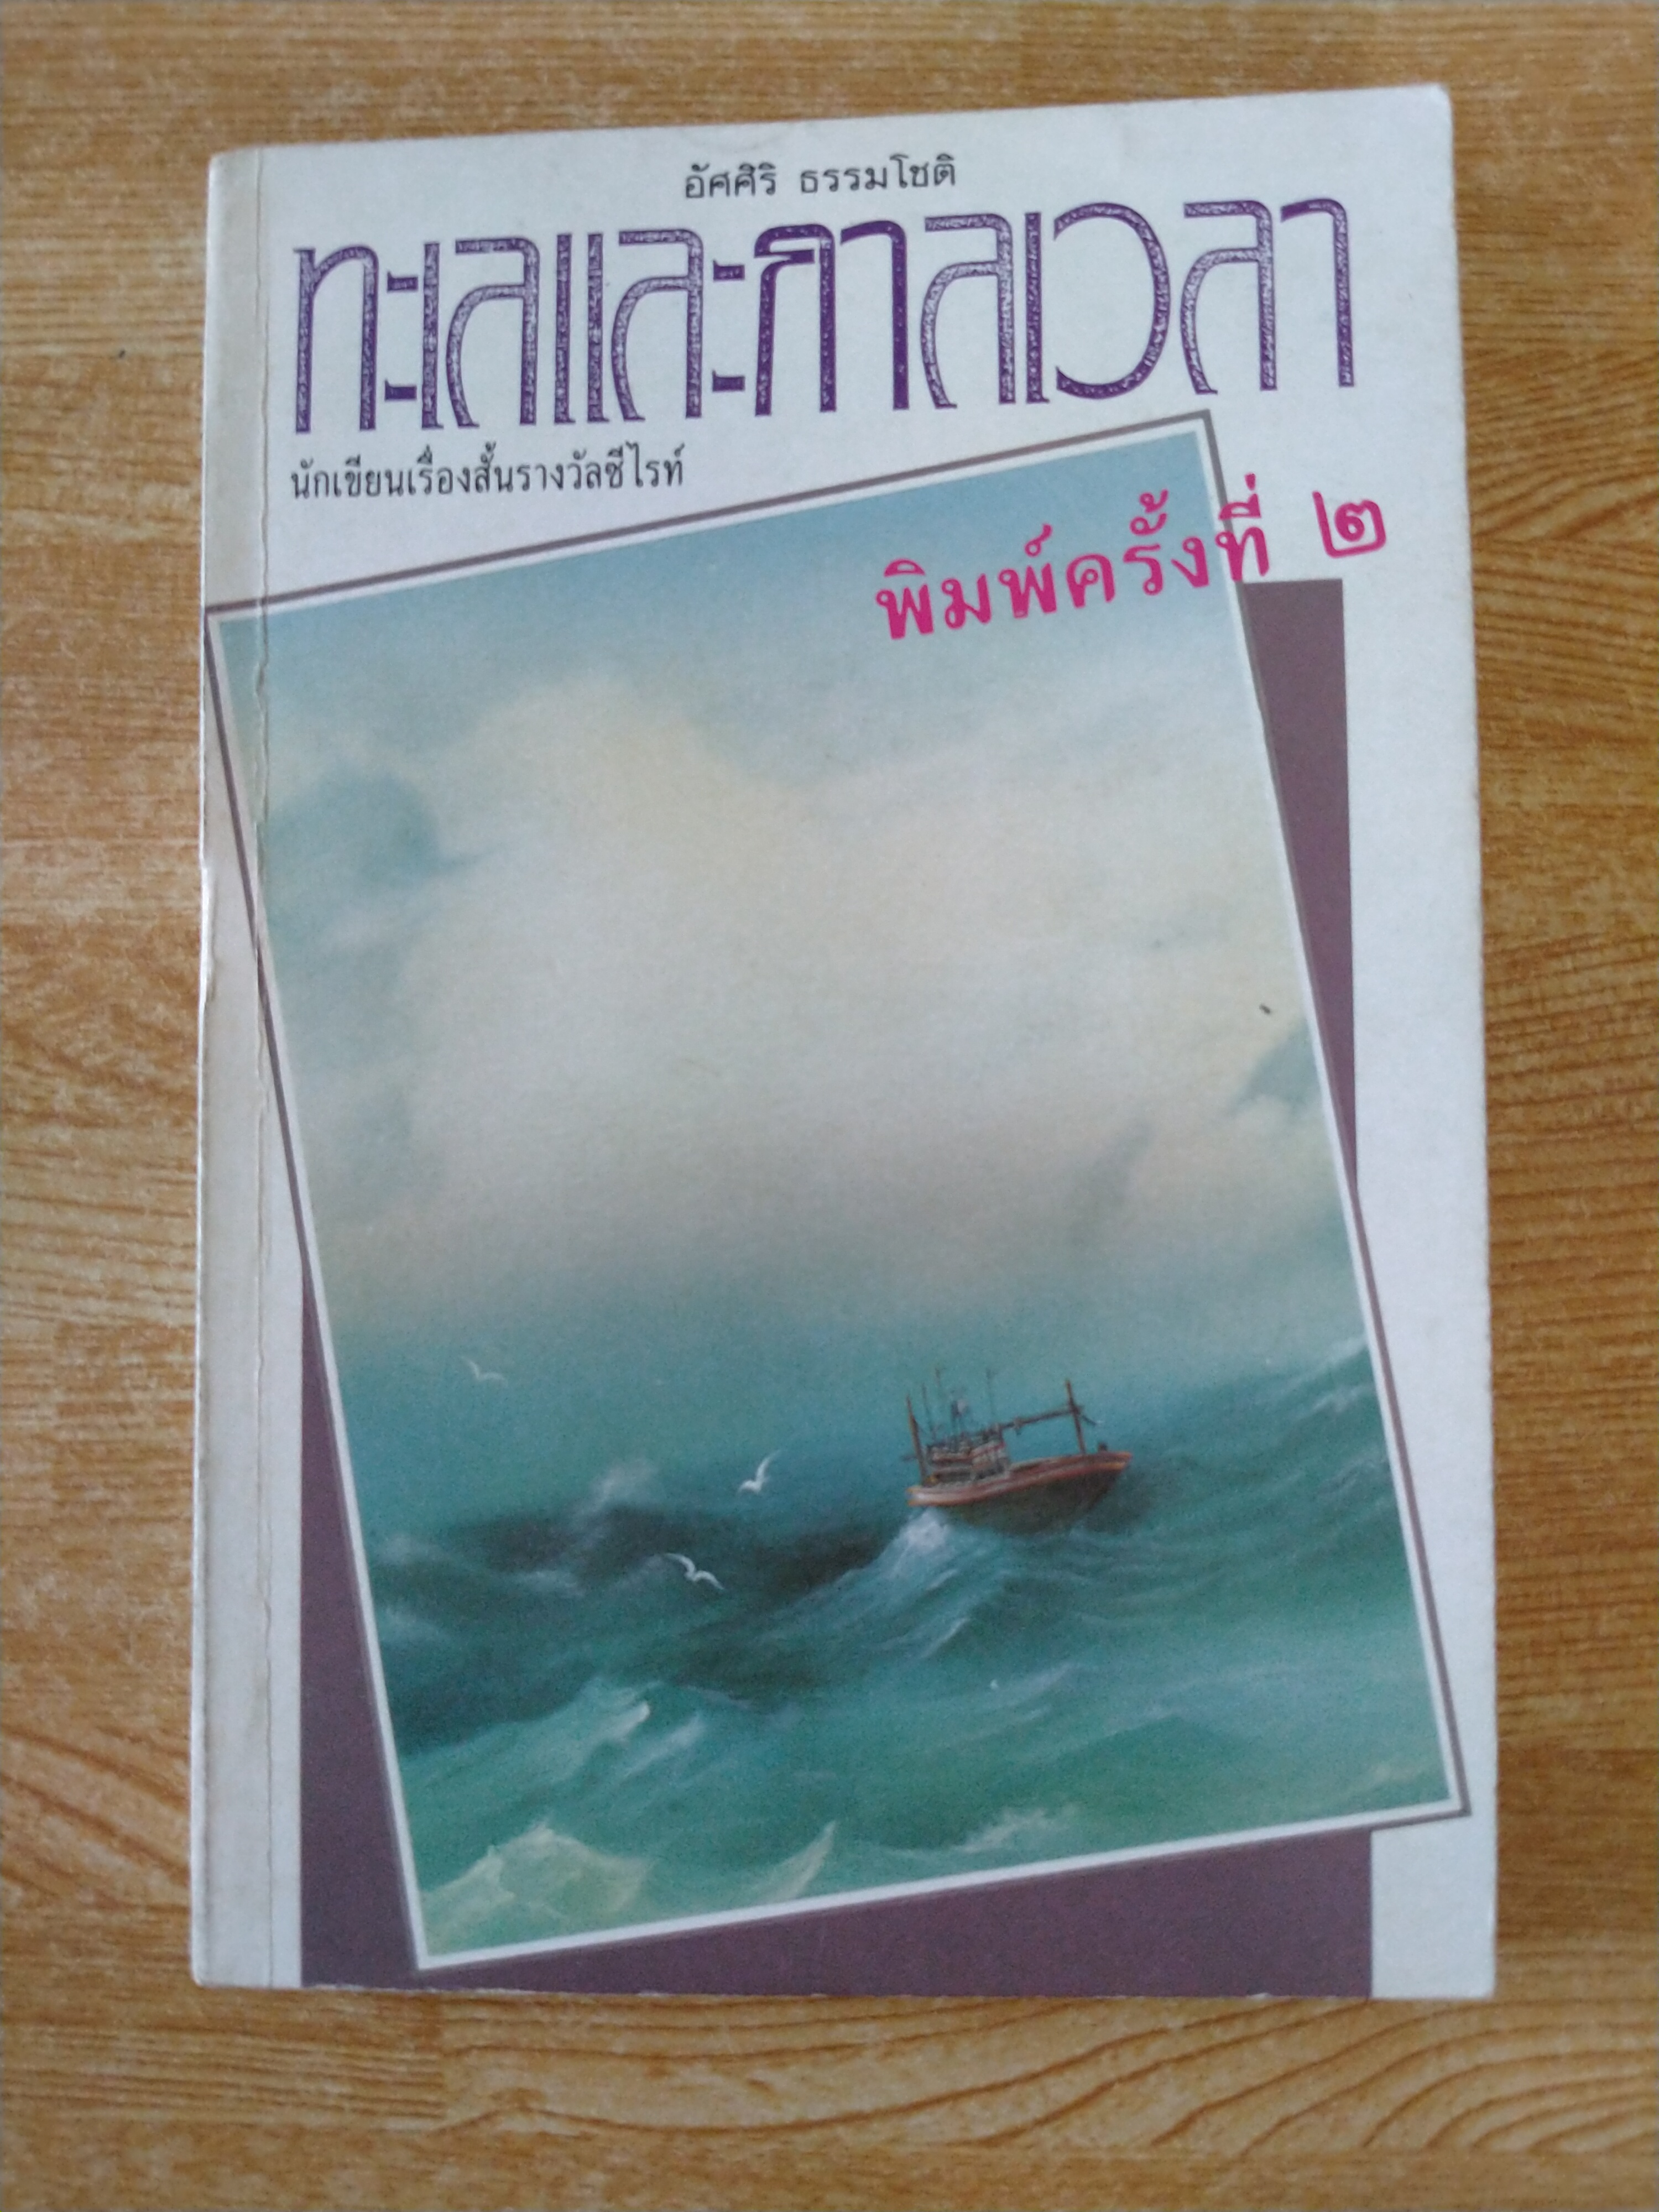 อัศศิริ ธรรมโชติ
ทะเลและกาลเวลา
นักเขียนเรื่องสั้นรางวัลซีไรท์
พิมพ์ครั้งที่ ๒